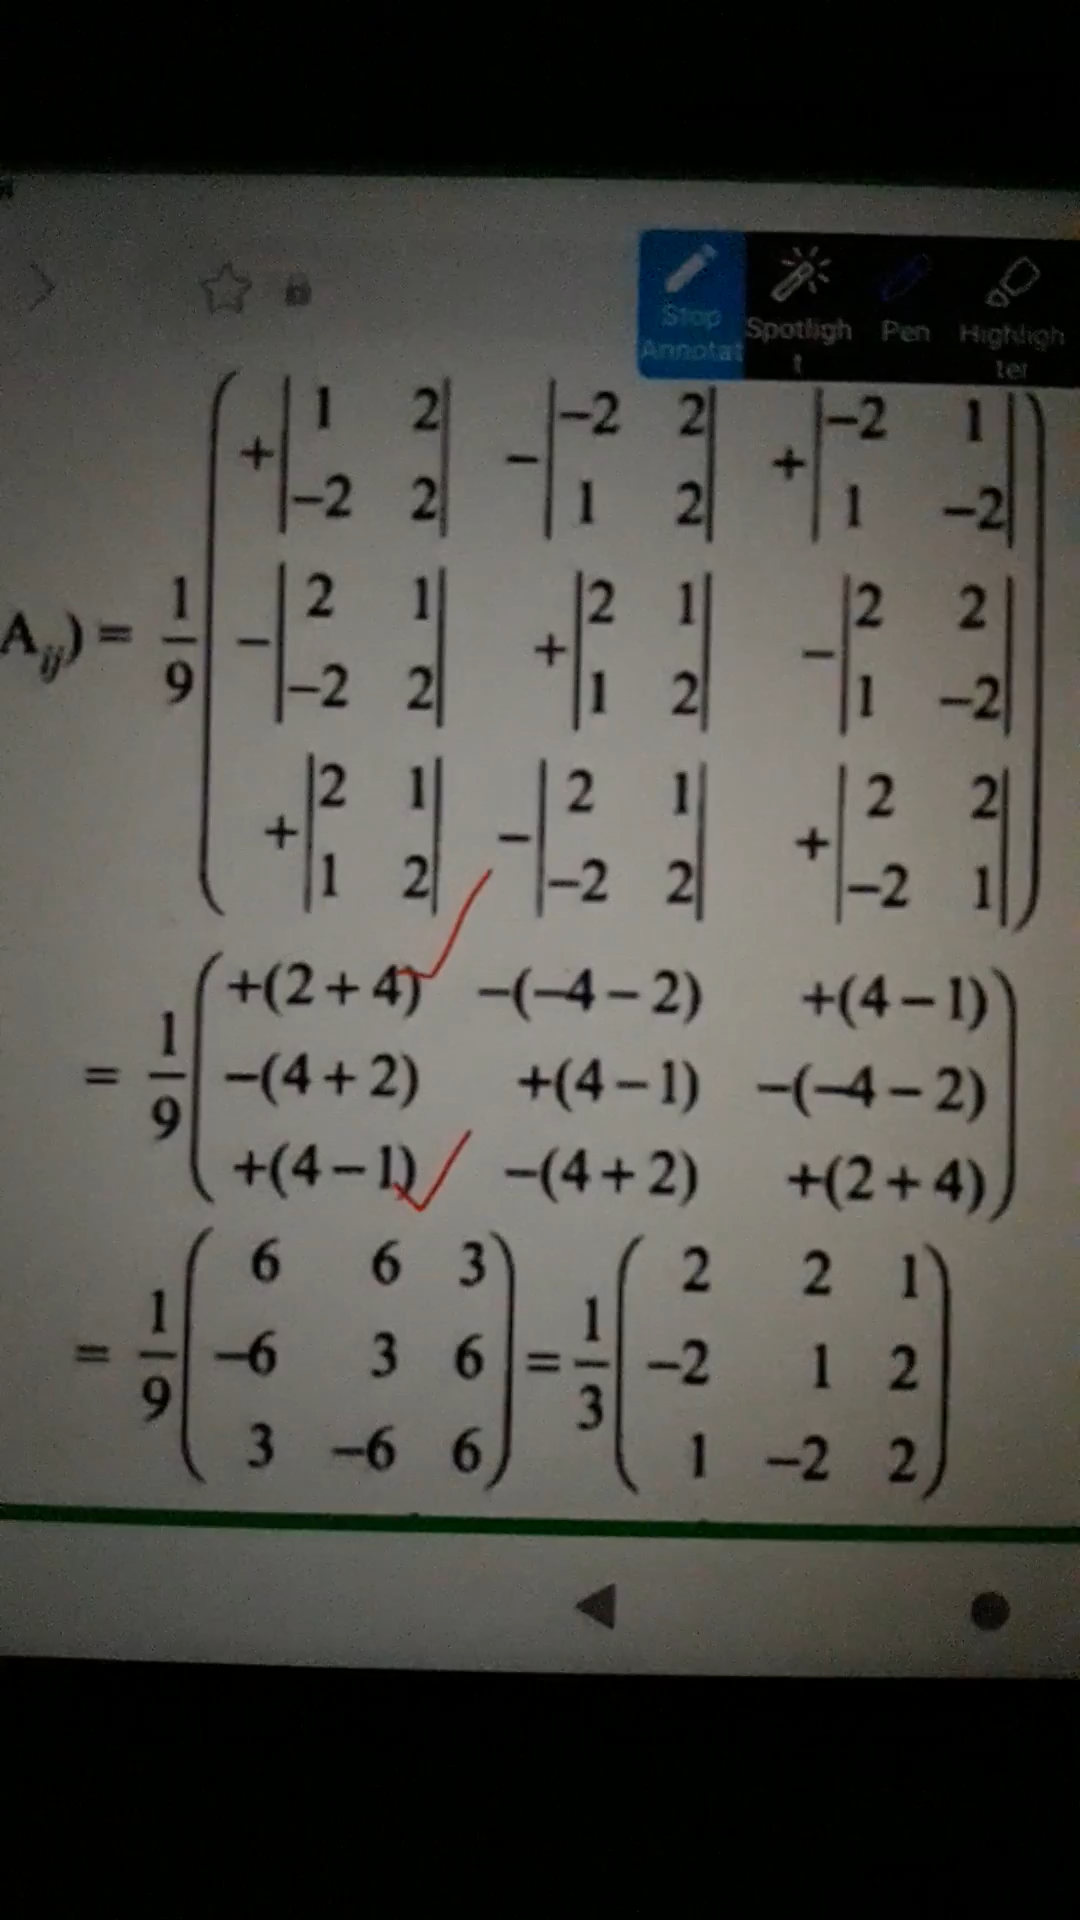 Stop Annotat Spotligh t Pen Highligh ter
+|1 2| −|−2 2| +|−2 1|
|−2 2| |1 2| |1 −2|
A_ij) = 1/9 −|2 1| +|2 1| −|2 2|
|−2 2| |1 2| |1 −2|
+|2 1| −|2 1| +|2 2|
|1 2| |−2 2| |−2 1|
+(2+4) −(−4−2) +(4−1)
= 1/9 −(4+2) +(4−1) −(−4−2)
+(4−1) −(4+2) +(2+4)
6 6 3 2 2 1
= 1/9 −6 3 6 = 1/3 −2 1 2
3 −6 6 1 −2 2